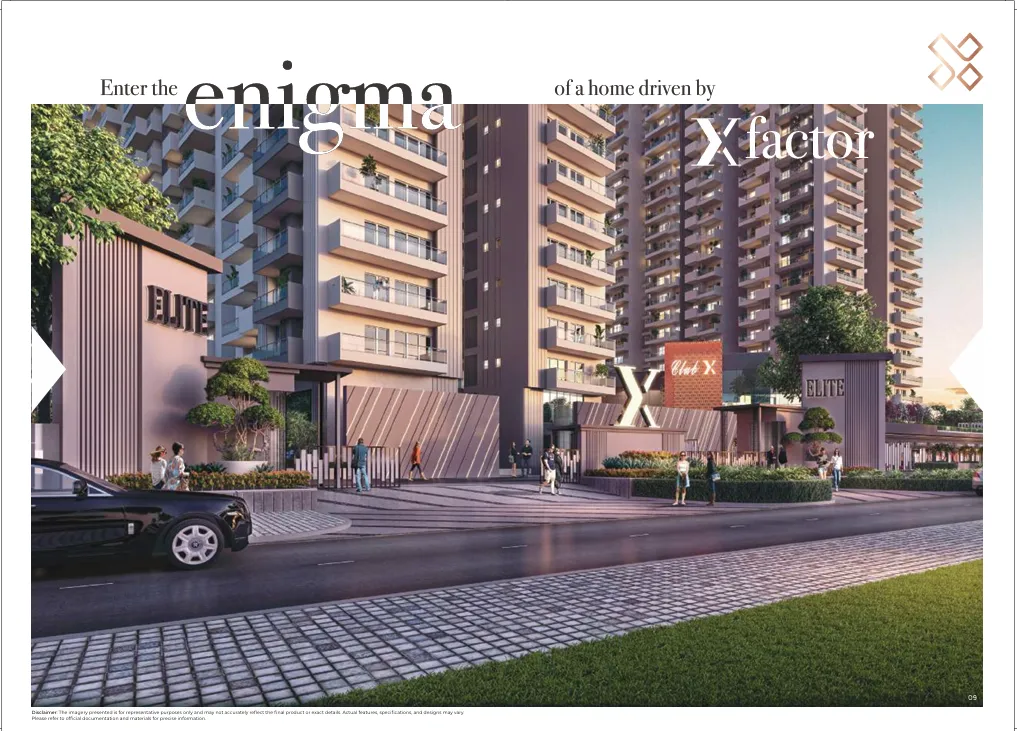 Enter the enigma of a home driven by
X factor
ELITE
Club X
X
ELITE
09
Disclaimer: The imagery presented is for representative purposes only and may not accurately reflect the final product or exact details. Actual features, specifications, and designs may vary.
Please refer to official documentation and materials for precise information.